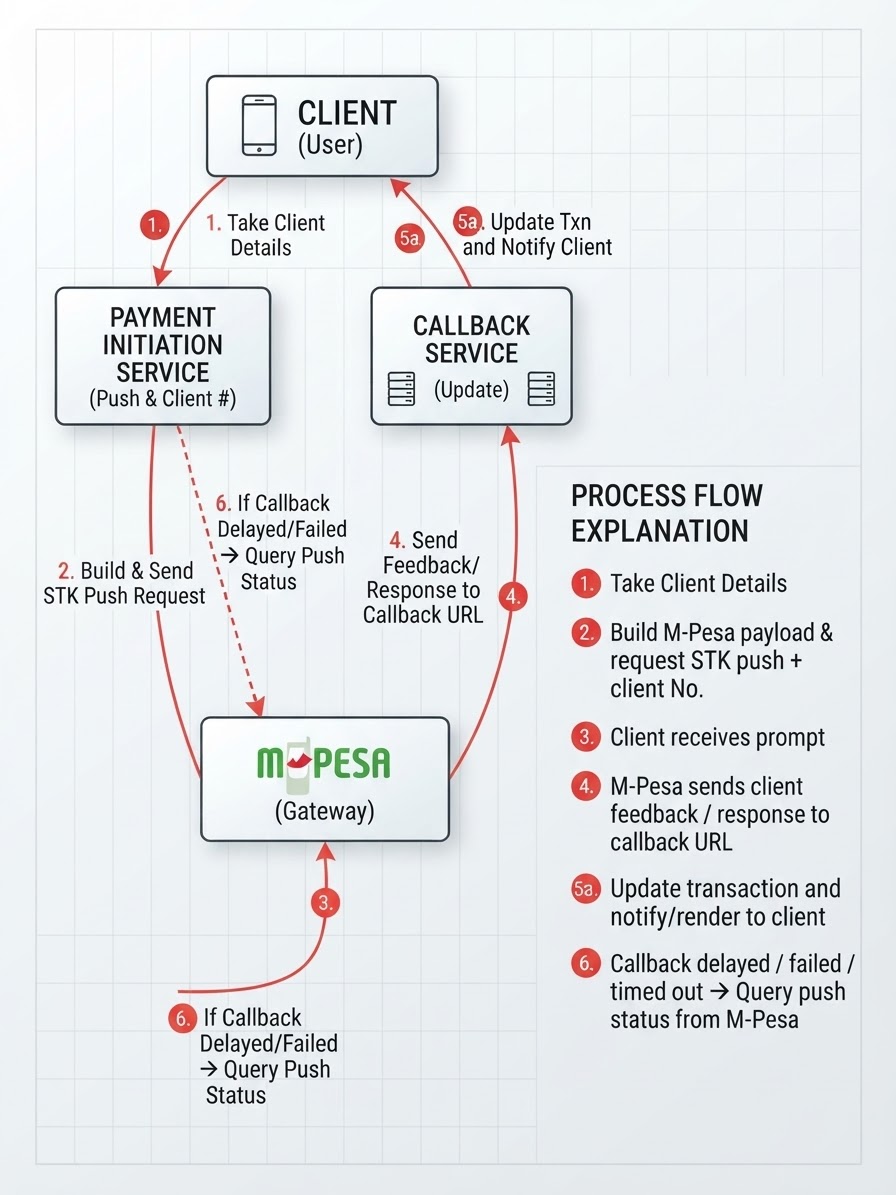 CLIENT
(User)
1.
1. Take Client
Details
5a.
5a. Update Txn
and Notify Client
PAYMENT
INITIATION
SERVICE
(Push & Client #)
CALLBACK
SERVICE
(Update)
6. If Callback
Delayed/Failed
→ Query Push
Status
2. Build & Send
STK Push Request
4. Send
Feedback/
Response to
Callback URL
4.
M-PESA
(Gateway)
3.
6. If Callback
Delayed/Failed
→ Query Push
Status
PROCESS FLOW
EXPLANATION
1. Take Client Details
2. Build M-Pesa payload &
request STK push +
client No.
3. Client receives prompt
4. M-Pesa sends client
feedback / response to
callback URL
5a. Update transaction and
notify/render to client
6. Callback delayed / failed /
timed out → Query push
status from M-Pesa